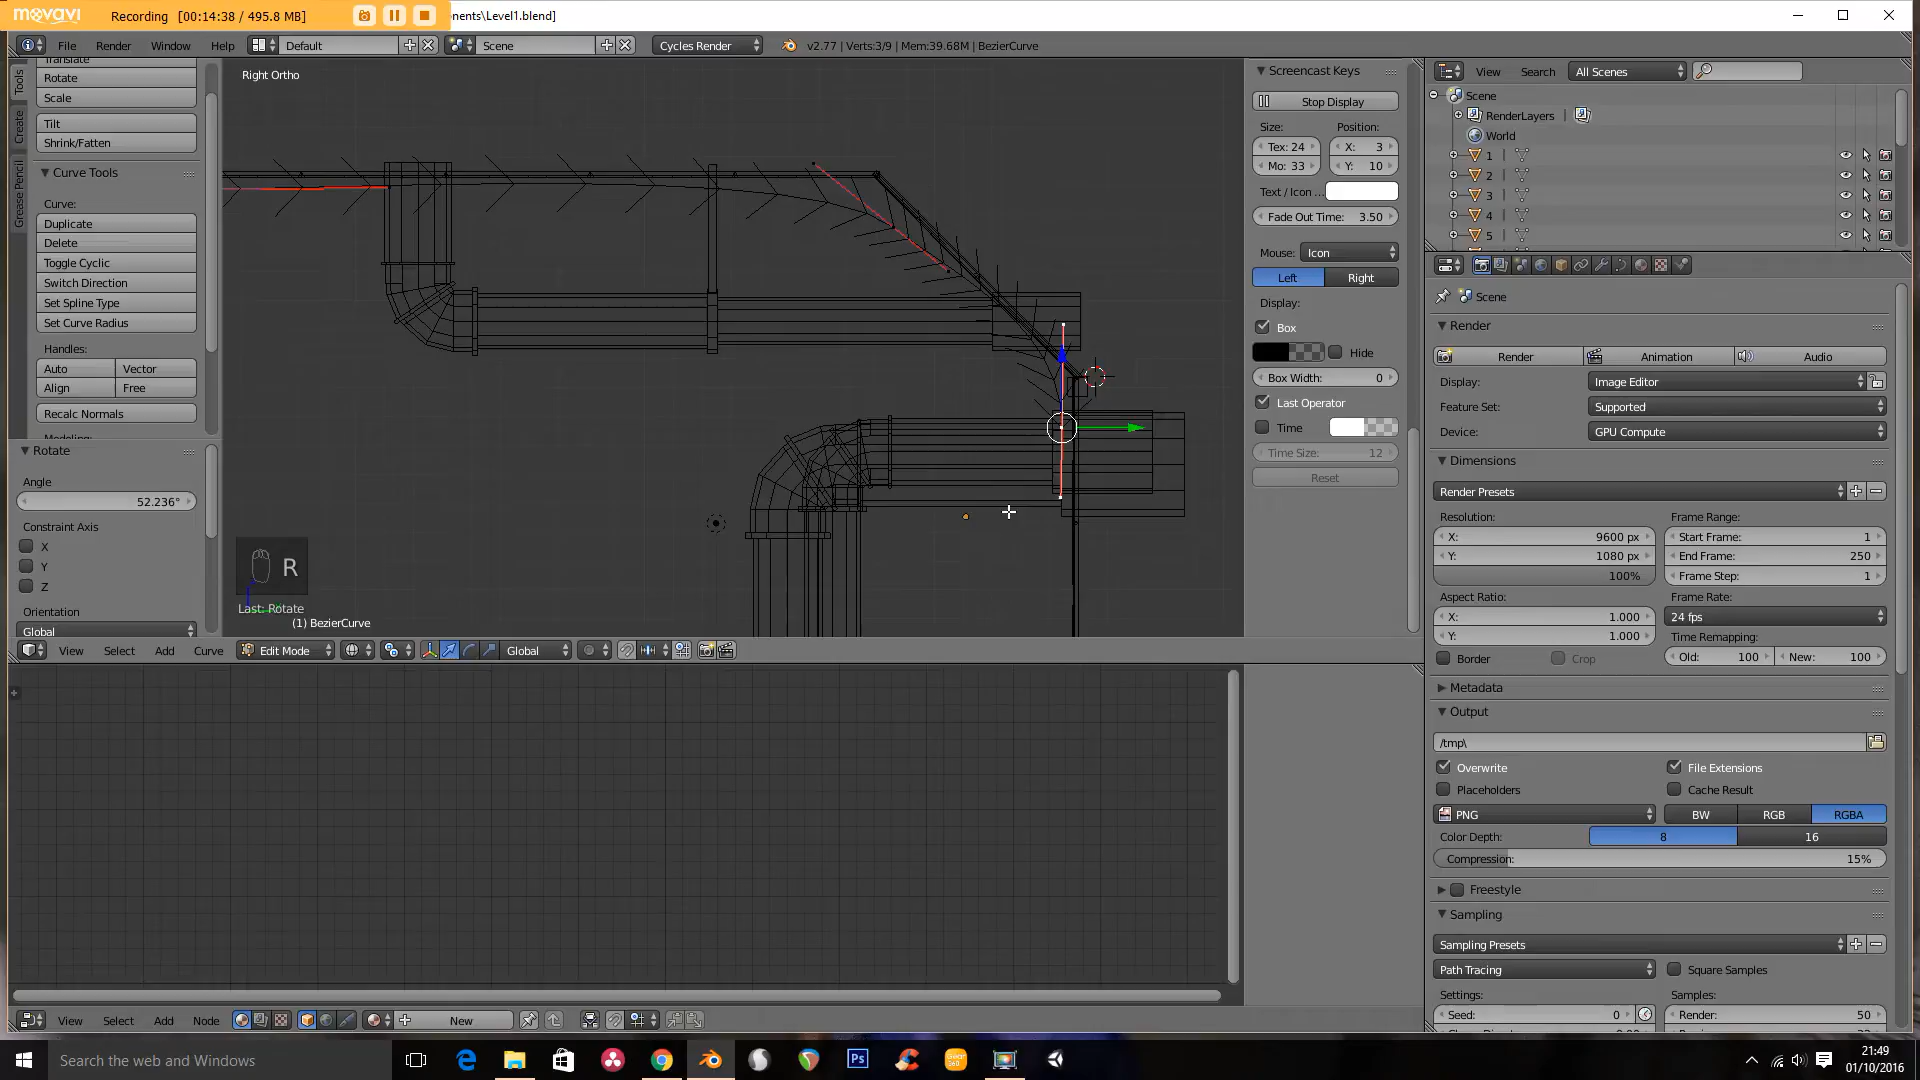 movavi Recording [00:14:38 / 495.8 MB] nents\Level1.blend]
File Render Window Help Default Scene Cycles Render v2.77 | Verts:3/9 | Mem:39.68M | BezierCurve
Tools
Create
Grease Pencil
Translate
Rotate
Scale
Tilt
Shrink/Fatten
Curve Tools
Curve:
Duplicate
Delete
Toggle Cyclic
Switch Direction
Set Spline Type
Set Curve Radius
Handles:
Auto Vector
Align Free
Recalc Normals
Rotate
Angle
52.236°
Constraint Axis
X
Y
Z
Orientation
Global
Right Ortho
R
Last: Rotate
(1) BezierCurve
View Select Add Curve Edit Mode Global
Screencast Keys
Stop Display
Size: Position:
Tex: 24 X: 3
Mo: 33 Y: 10
Text / Icon ...
Fade Out Time: 3.50
Mouse: Icon
Left Right
Display:
Box
Hide
Box Width: 0
Last Operator
Time
Time Size: 12
Reset
View Search All Scenes
Scene
RenderLayers
World
1
2
3
4
5
Scene
Render
Render Animation Audio
Display: Image Editor
Feature Set: Supported
Device: GPU Compute
Dimensions
Render Presets
Resolution: Frame Range:
X: 9600 px Start Frame: 1
Y: 1080 px End Frame: 250
100% Frame Step: 1
Aspect Ratio: Frame Rate:
X: 1.000 24 fps
Y: 1.000 Time Remapping:
Border Crop Old: 100 New: 100
Metadata
Output
/tmp\
Overwrite File Extensions
Placeholders Cache Result
PNG BW RGB RGBA
Color Depth: 8 16
Compression: 15%
Freestyle
Sampling
Sampling Presets
Path Tracing Square Samples
Settings: Samples:
Seed: 0 Render: 50
View Select Add Node New
Search the web and Windows
Ps
Gear 360
21:49
01/10/2016